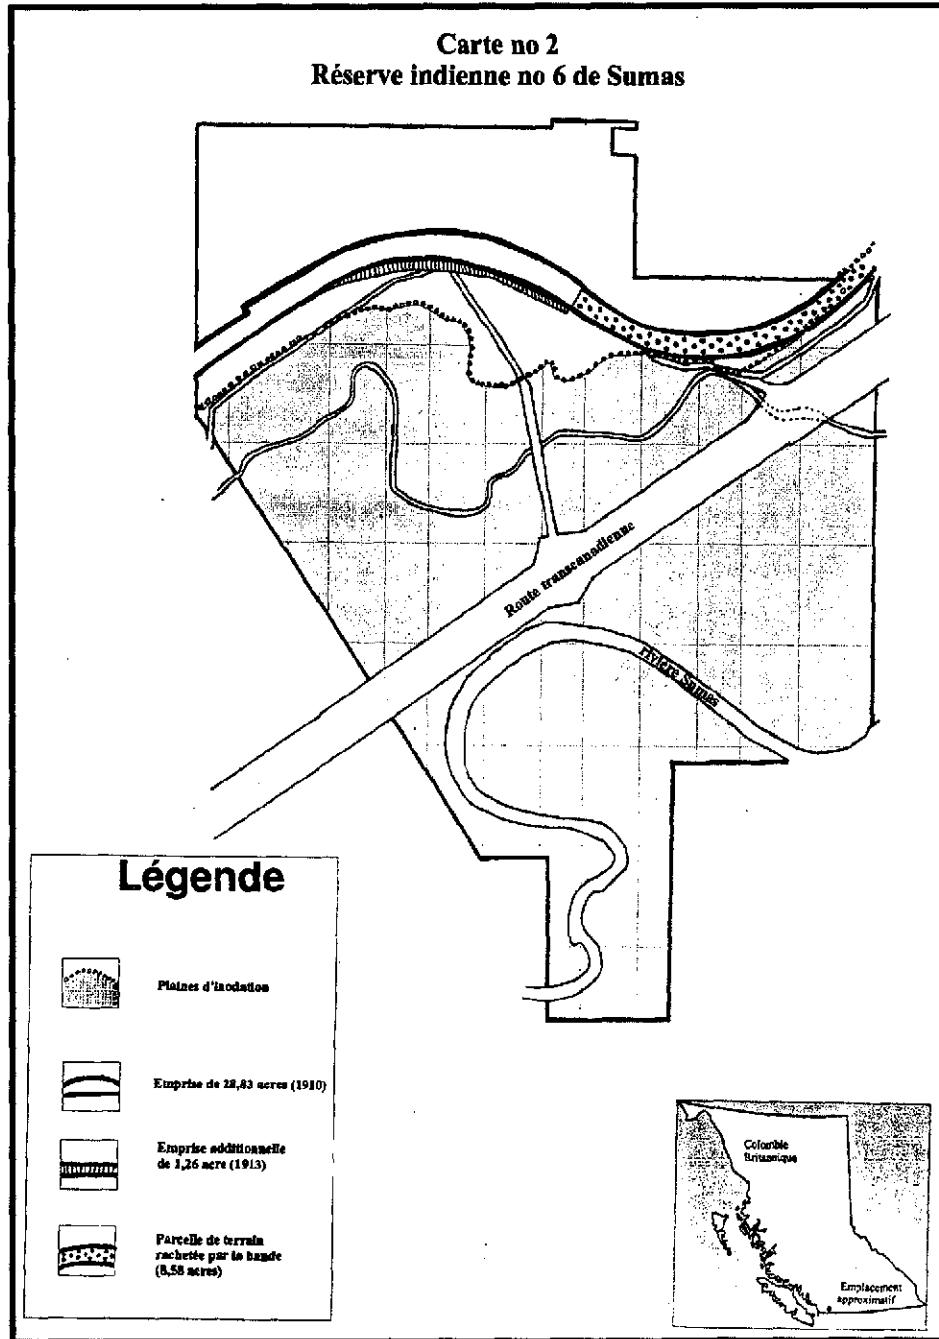 Carte no 2
Réserve indienne no 6 de Sumas
Route transcanadienne
rivière Sumas
Légende
Plaines d'inodation
Emprise de 28,83 acres (1910)
Emprise additionnelle
de 1,26 acre (1913)
Parcelle de terrain
rachetée par la bande
(8,58 acres)
Colombie
Britannique
Emplacement
approximatif